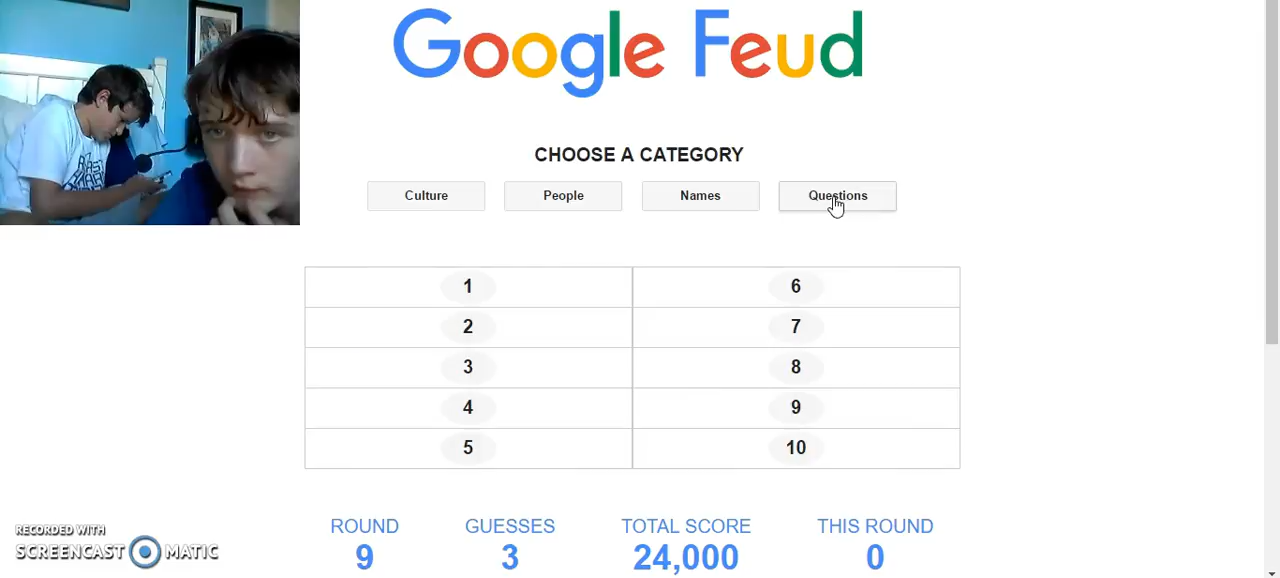 Google Feud
CHOOSE A CATEGORY
Culture People Names Questions
1 6
2 7
3 8
4 9
5 10
ROUND GUESSES TOTAL SCORE THIS ROUND
9 3 24,000 0
RECORDED WITH
SCREENCAST MATIC